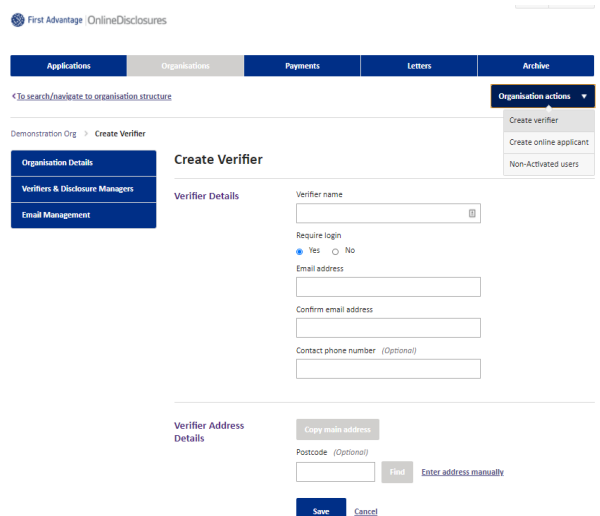 First Advantage OnlineDisclosures
Applications Organisations Payments Letters Archive
<To search/navigate to organisation structure
Organisation actions
Create verifier
Create online applicant
Non-Activated users
Demonstration Org > Create Verifier
Organisation Details
Verifiers & Disclosure Managers
Email Management
Create Verifier
Verifier Details
Verifier name
Require login
Yes No
Email address
Confirm email address
Contact phone number (Optional)
Verifier Address
Details
Copy main address
Postcode (Optional)
Find Enter address manually
Save Cancel